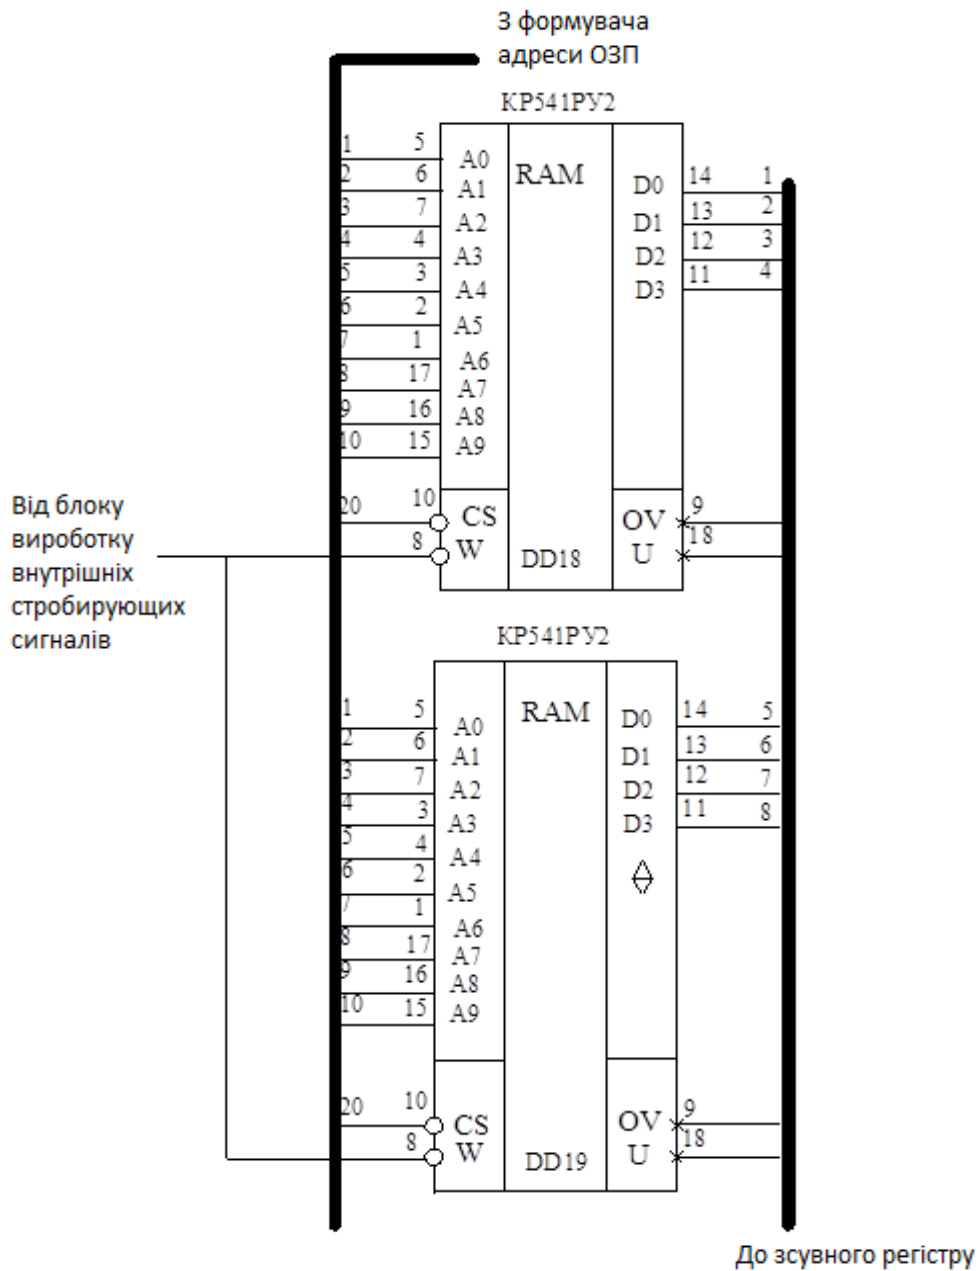 З формувача
адреси ОЗП
КР541РУ2
1 5 A0 RAM D0 14 1
2 6 A1 D1 13 2
3 7 A2 D2 12 3
4 4 A3 D3 11 4
5 3 A4
6 2 A5
7 1 A6
8 17 A7
9 16 A8
10 15 A9
20 10 CS OV 9
8 W DD18 U 18
Від блоку
виробітку
внутрішніх
стробирующих
сигналів
КР541РУ2
1 5 A0 RAM D0 14 5
2 6 A1 D1 13 6
3 7 A2 D2 12 7
4 3 A3 D3 11 8
5 4 A4
6 2 A5
7 1 A6
8 17 A7
9 16 A8
10 15 A9
20 10 CS OV 9
8 W DD19 U 18
До зсувного регістру